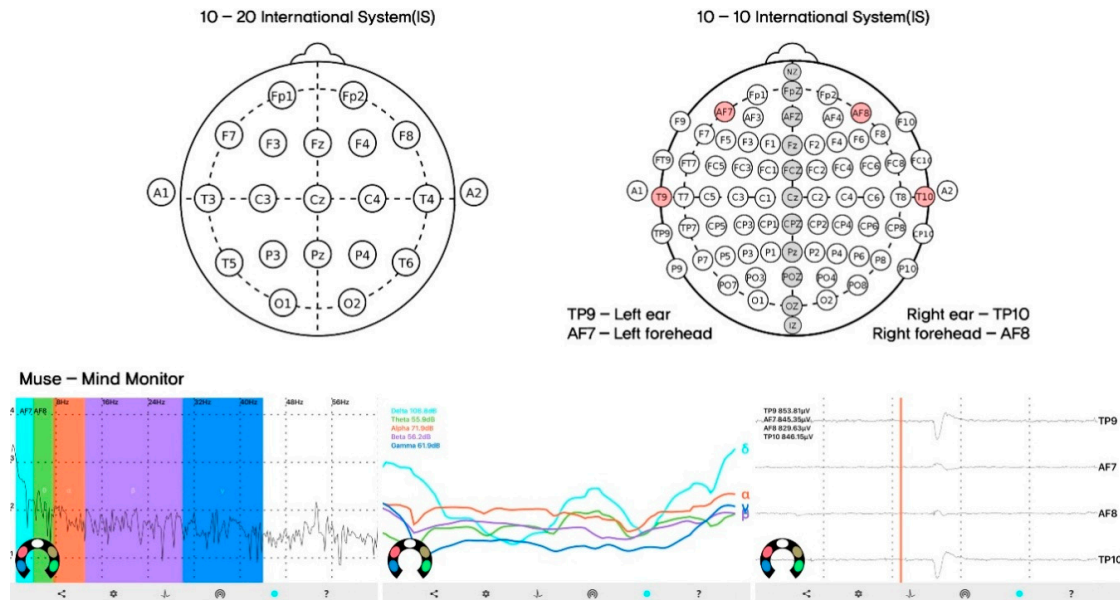 10 – 20 International System(IS)
10 – 10 International System(IS)
Fp1 Fp2
F7 F3 Fz F4 F8
A1 T3 C3 Cz C4 T4 A2
T5 P3 Pz P4 T6
O1 O2
NZ
Fp1 FpZ Fp2
AF7 AF3 AFZ AF4 AF8
F9 F7 F5 F3 F1 Fz F2 F4 F6 F8 F10
FT9 FT7 FC5 FC3 FC1 FCZ FC2 FC4 FC6 FC8 FC10
A1 T9 T7 C5 C3 C1 Cz C2 C4 C6 T8 T10 A2
TP9 TP7 CP5 CP3 CP1 CPZ CP2 CP4 CP6 CP8 CP10
P9 P7 P5 P3 P1 Pz P2 P4 P6 P8 P10
PO7 PO3 POZ PO4 PO8
O1 OZ O2
IZ
TP9 – Left ear
AF7 – Left forehead
Right ear – TP10
Right forehead – AF8
Muse – Mind Monitor
AF7 AF8 8Hz 16Hz 24Hz 32Hz 40Hz 48Hz 56Hz
4
3
2
1
?
Delta 106.8dB
Theta 55.9dB
Alpha 71.9dB
Beta 56.2dB
Gamma 61.9dB
δ
α
γ
β
?
TP9 853.81µV
AF7 845.35µV
AF8 829.63µV
TP10 846.15µV
TP9
AF7
AF8
TP10
?